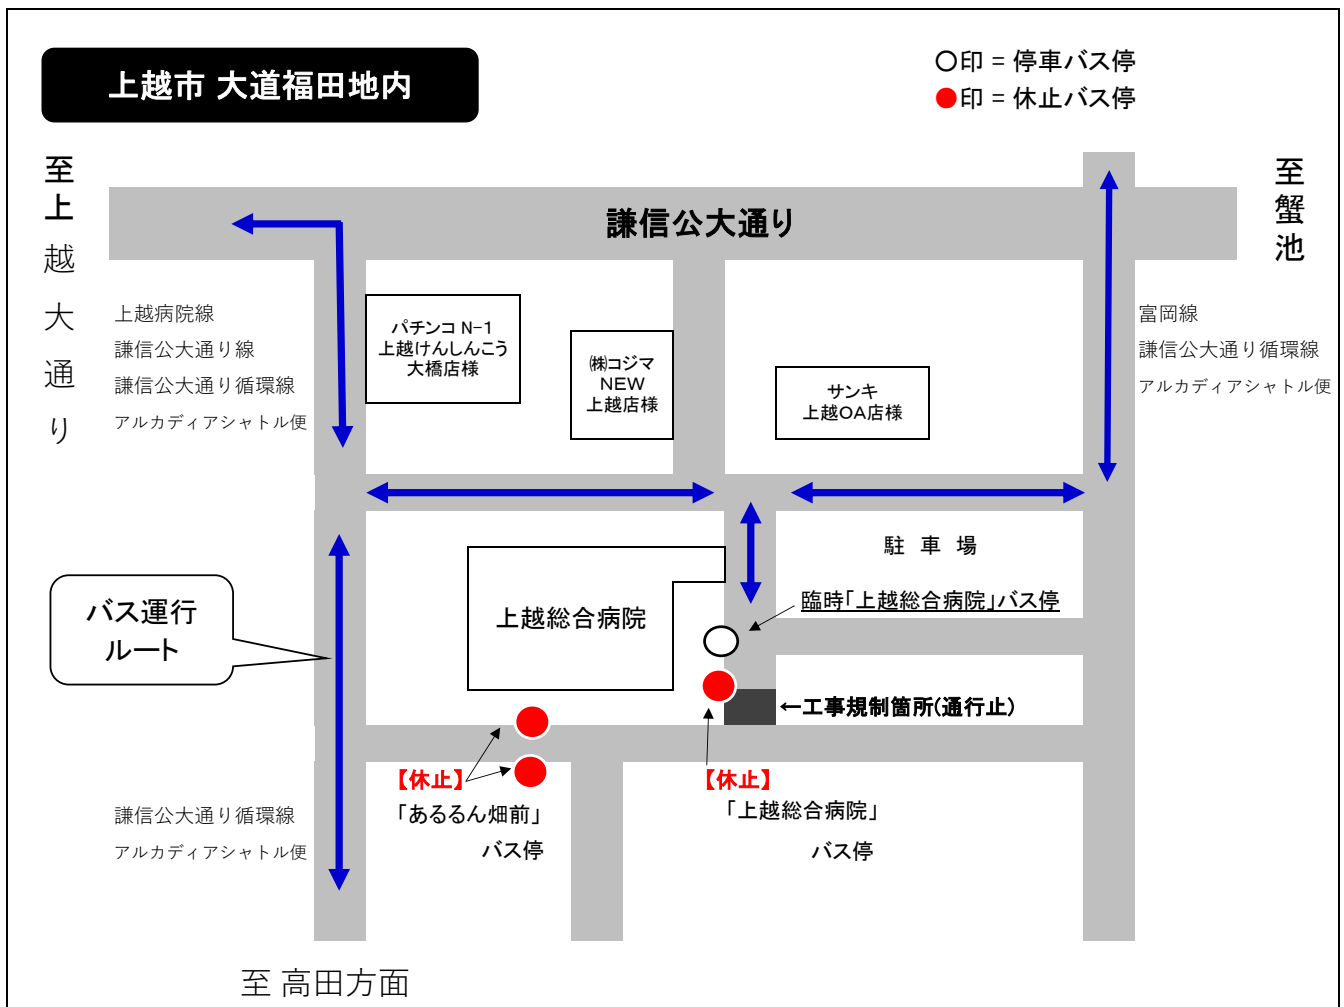 上越市 大道福田地内
○印 = 停車バス停
●印 = 休止バス停
至上越大通り
謙信公大通り
至蟹池
上越病院線
謙信公大通り線
謙信公大通り循環線
アルカディアシャトル便
パチンコ N-1
上越けんしんこう
大橋店様
㈱コジマ
NEW
上越店様
サンキ
上越OA店様
富岡線
謙信公大通り循環線
アルカディアシャトル便
駐 車 場
バス運行
ルート
上越総合病院
臨時「上越総合病院」バス停
←工事規制箇所(通行止)
【休止】
「あるるん畑前」
バス停
【休止】
「上越総合病院」
バス停
謙信公大通り循環線
アルカディアシャトル便
至 高田方面